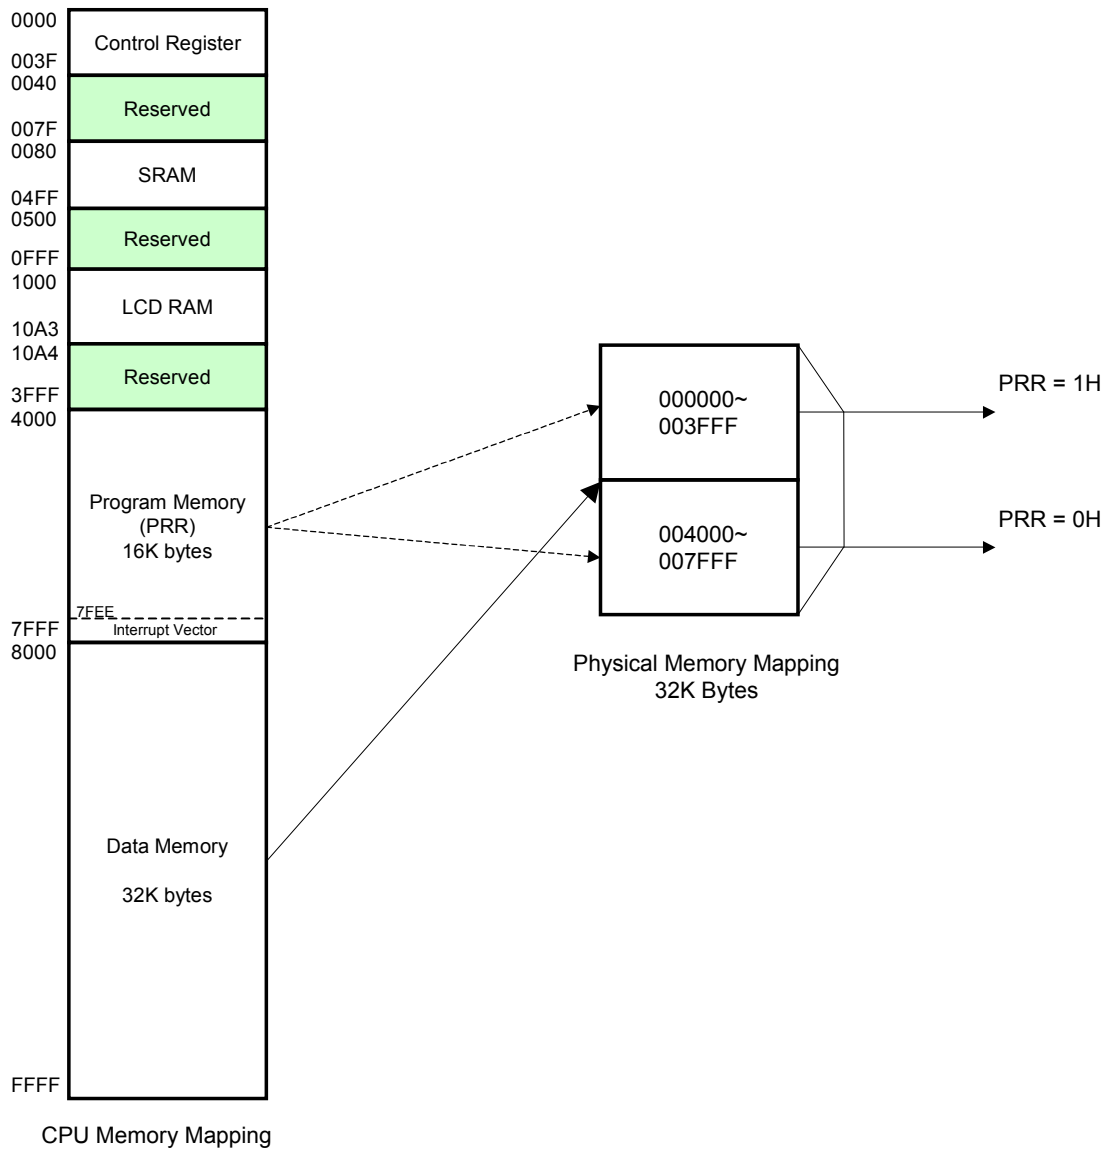 0000
Control Register
003F
0040
Reserved
007F
0080
SRAM
04FF
0500
Reserved
0FFF
1000
LCD RAM
10A3
10A4
Reserved
3FFF
4000
Program Memory
(PRR)
16K bytes
7FEE
7FFF
Interrupt Vector
8000
Data Memory
32K bytes
FFFF
CPU Memory Mapping
000000~
003FFF
PRR = 1H
004000~
007FFF
PRR = 0H
Physical Memory Mapping
32K Bytes